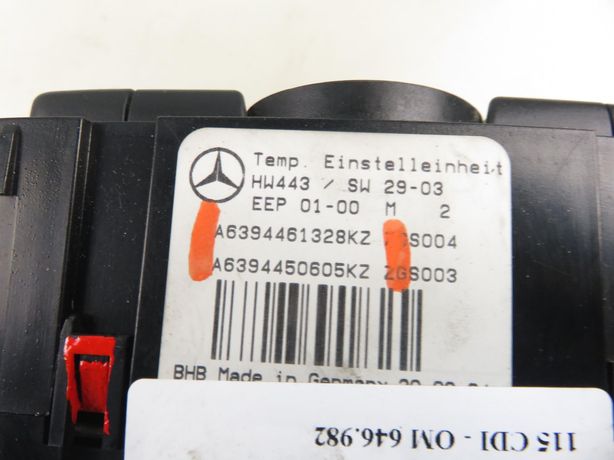 Temp. Einstelleinheit
HW443 / SW 29-03
EEP 01-00 M 2
A6394461328KZ ZGS004
A6394450605KZ ZGS003
BHB Made in Germany
115 CDI - OM 646.982